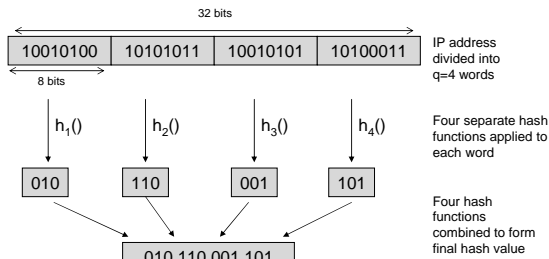 32 bits
10010100 10101011 10010101 10100011
8 bits
IP address
divided into
q=4 words
h1() h2() h3() h4()
Four separate hash
functions applied to
each word
010 110 001 101
Four hash
functions
combined to form
final hash value
010 110 001 101